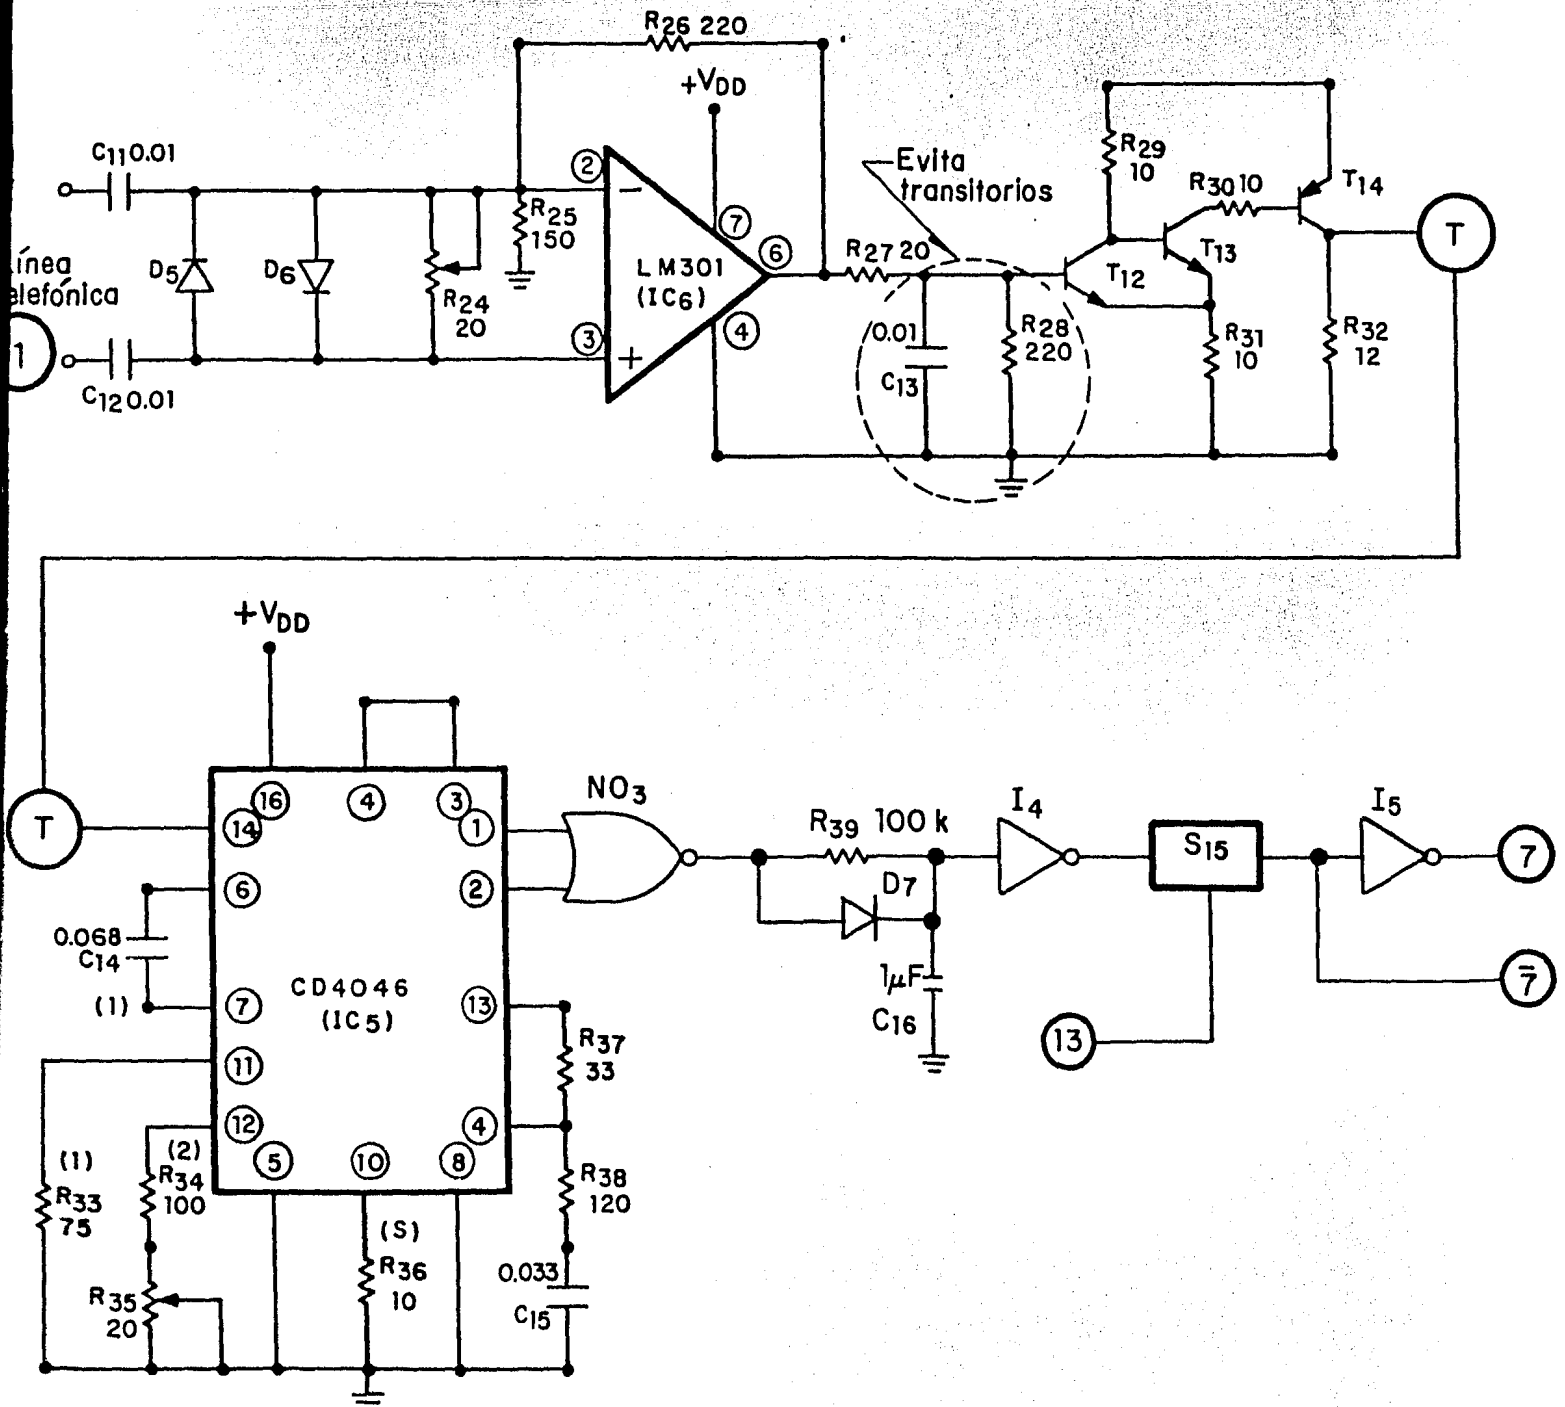 R26 220
+VDD
C11 0.01
2
−
R25
150
7
6
LM301
(IC6)
3
+
4
D5
D6
R24
20
ínea
elefónica
1
C12 0.01
Evita
transitorios
R27 20
0.01
C13
R28
220
R29
10
R30 10
T14
T13
T12
R31
10
R32
12
T
+VDD
T
16
4
3
14
1
6
2
0.068
C14
(1)
7
CD4046
(IC5)
13
11
12
4
5
10
8
(1)
R33
75
(2)
R34
100
R35
20
(S)
R36
10
R37
33
R38
120
0.033
C15
NO3
R39 100 k
D7
1µF
C16
I4
S15
I5
7
7̅
13